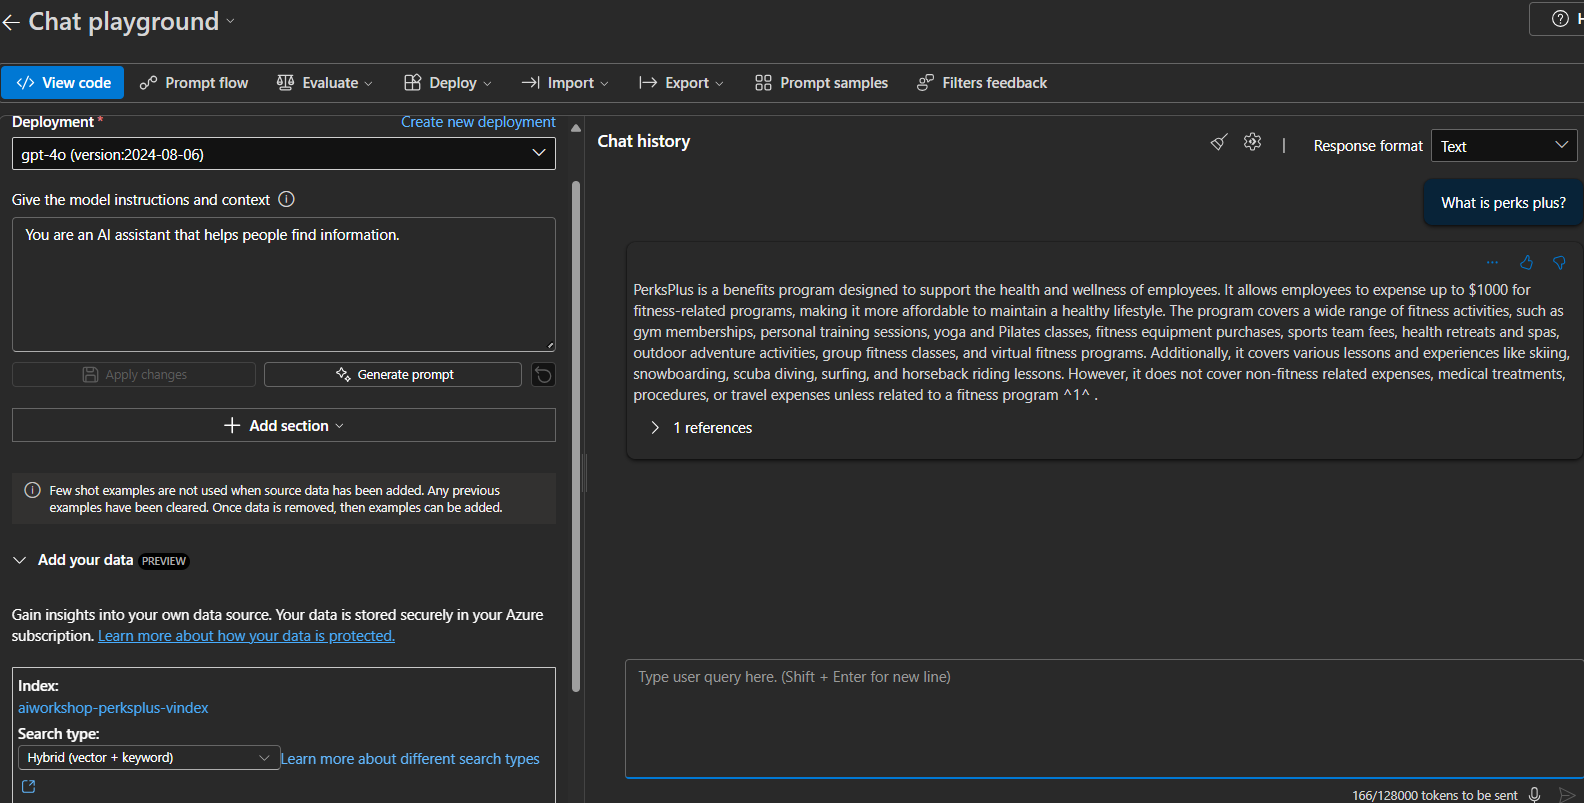 Chat playground
View code
Prompt flow
Evaluate
Deploy
Import
Export
Prompt samples
Filters feedback
Deployment *
Create new deployment
gpt-4o (version:2024-08-06)
Give the model instructions and context
You are an AI assistant that helps people find information.
Apply changes
Generate prompt
Add section
Few shot examples are not used when source data has been added. Any previous
examples have been cleared. Once data is removed, then examples can be added.
Add your data PREVIEW
Gain insights into your own data source. Your data is stored securely in your Azure
subscription. Learn more about how your data is protected.
Index:
aiworkshop-perksplus-vindex
Search type:
Hybrid (vector + keyword)
Learn more about different search types
Chat history
Response format
Text
What is perks plus?
PerksPlus is a benefits program designed to support the health and wellness of employees. It allows employees to expense up to $1000 for
fitness-related programs, making it more affordable to maintain a healthy lifestyle. The program covers a wide range of fitness activities, such as
gym memberships, personal training sessions, yoga and Pilates classes, fitness equipment purchases, sports team fees, health retreats and spas,
outdoor adventure activities, group fitness classes, and virtual fitness programs. Additionally, it covers various lessons and experiences like skiing,
snowboarding, scuba diving, surfing, and horseback riding lessons. However, it does not cover non-fitness related expenses, medical treatments,
procedures, or travel expenses unless related to a fitness program ^1^ .
1 references
Type user query here. (Shift + Enter for new line)
166/128000 tokens to be sent